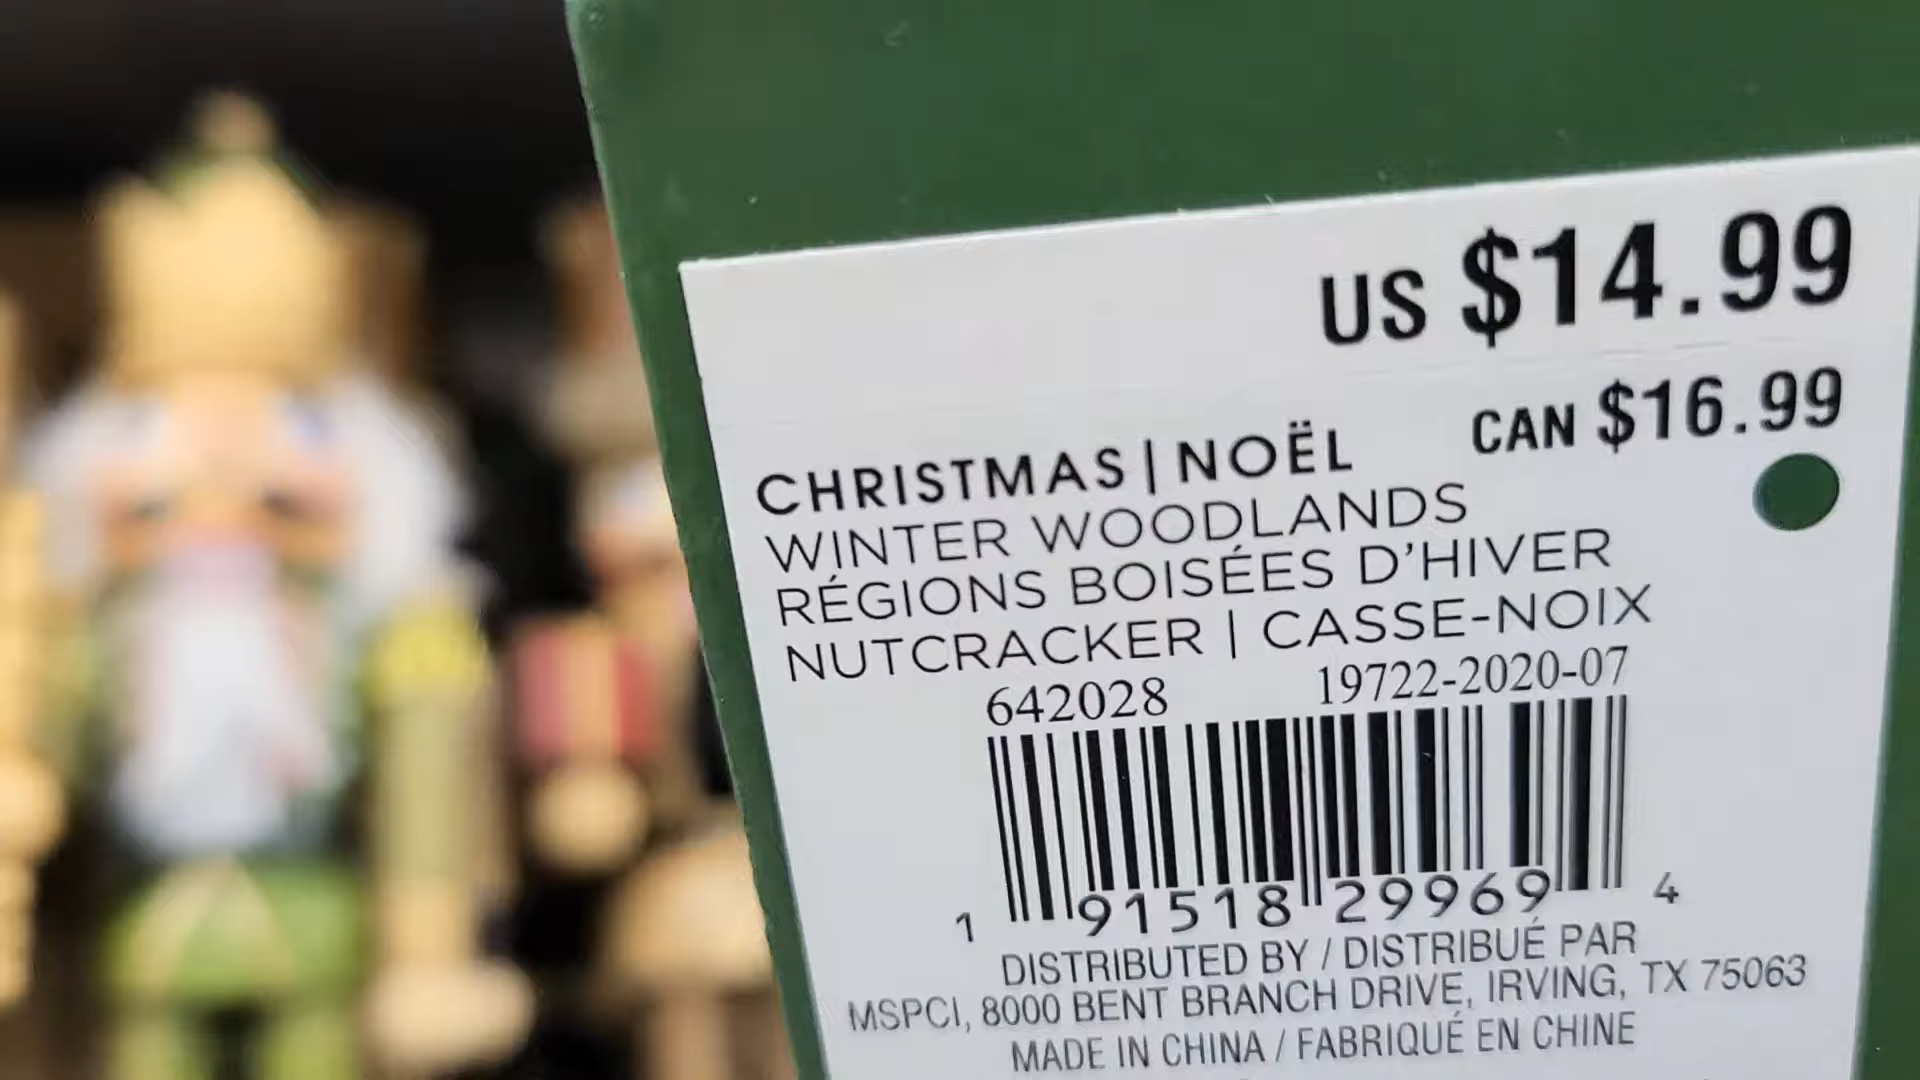 US $14.99
CAN $16.99
CHRISTMAS | NOËL
WINTER WOODLANDS
RÉGIONS BOISÉES D'HIVER
NUTCRACKER | CASSE-NOIX
642028 19722-2020-07
1 91518 29969 4
DISTRIBUTED BY / DISTRIBUÉ PAR
MSPCI, 8000 BENT BRANCH DRIVE, IRVING, TX 75063
MADE IN CHINA / FABRIQUÉ EN CHINE